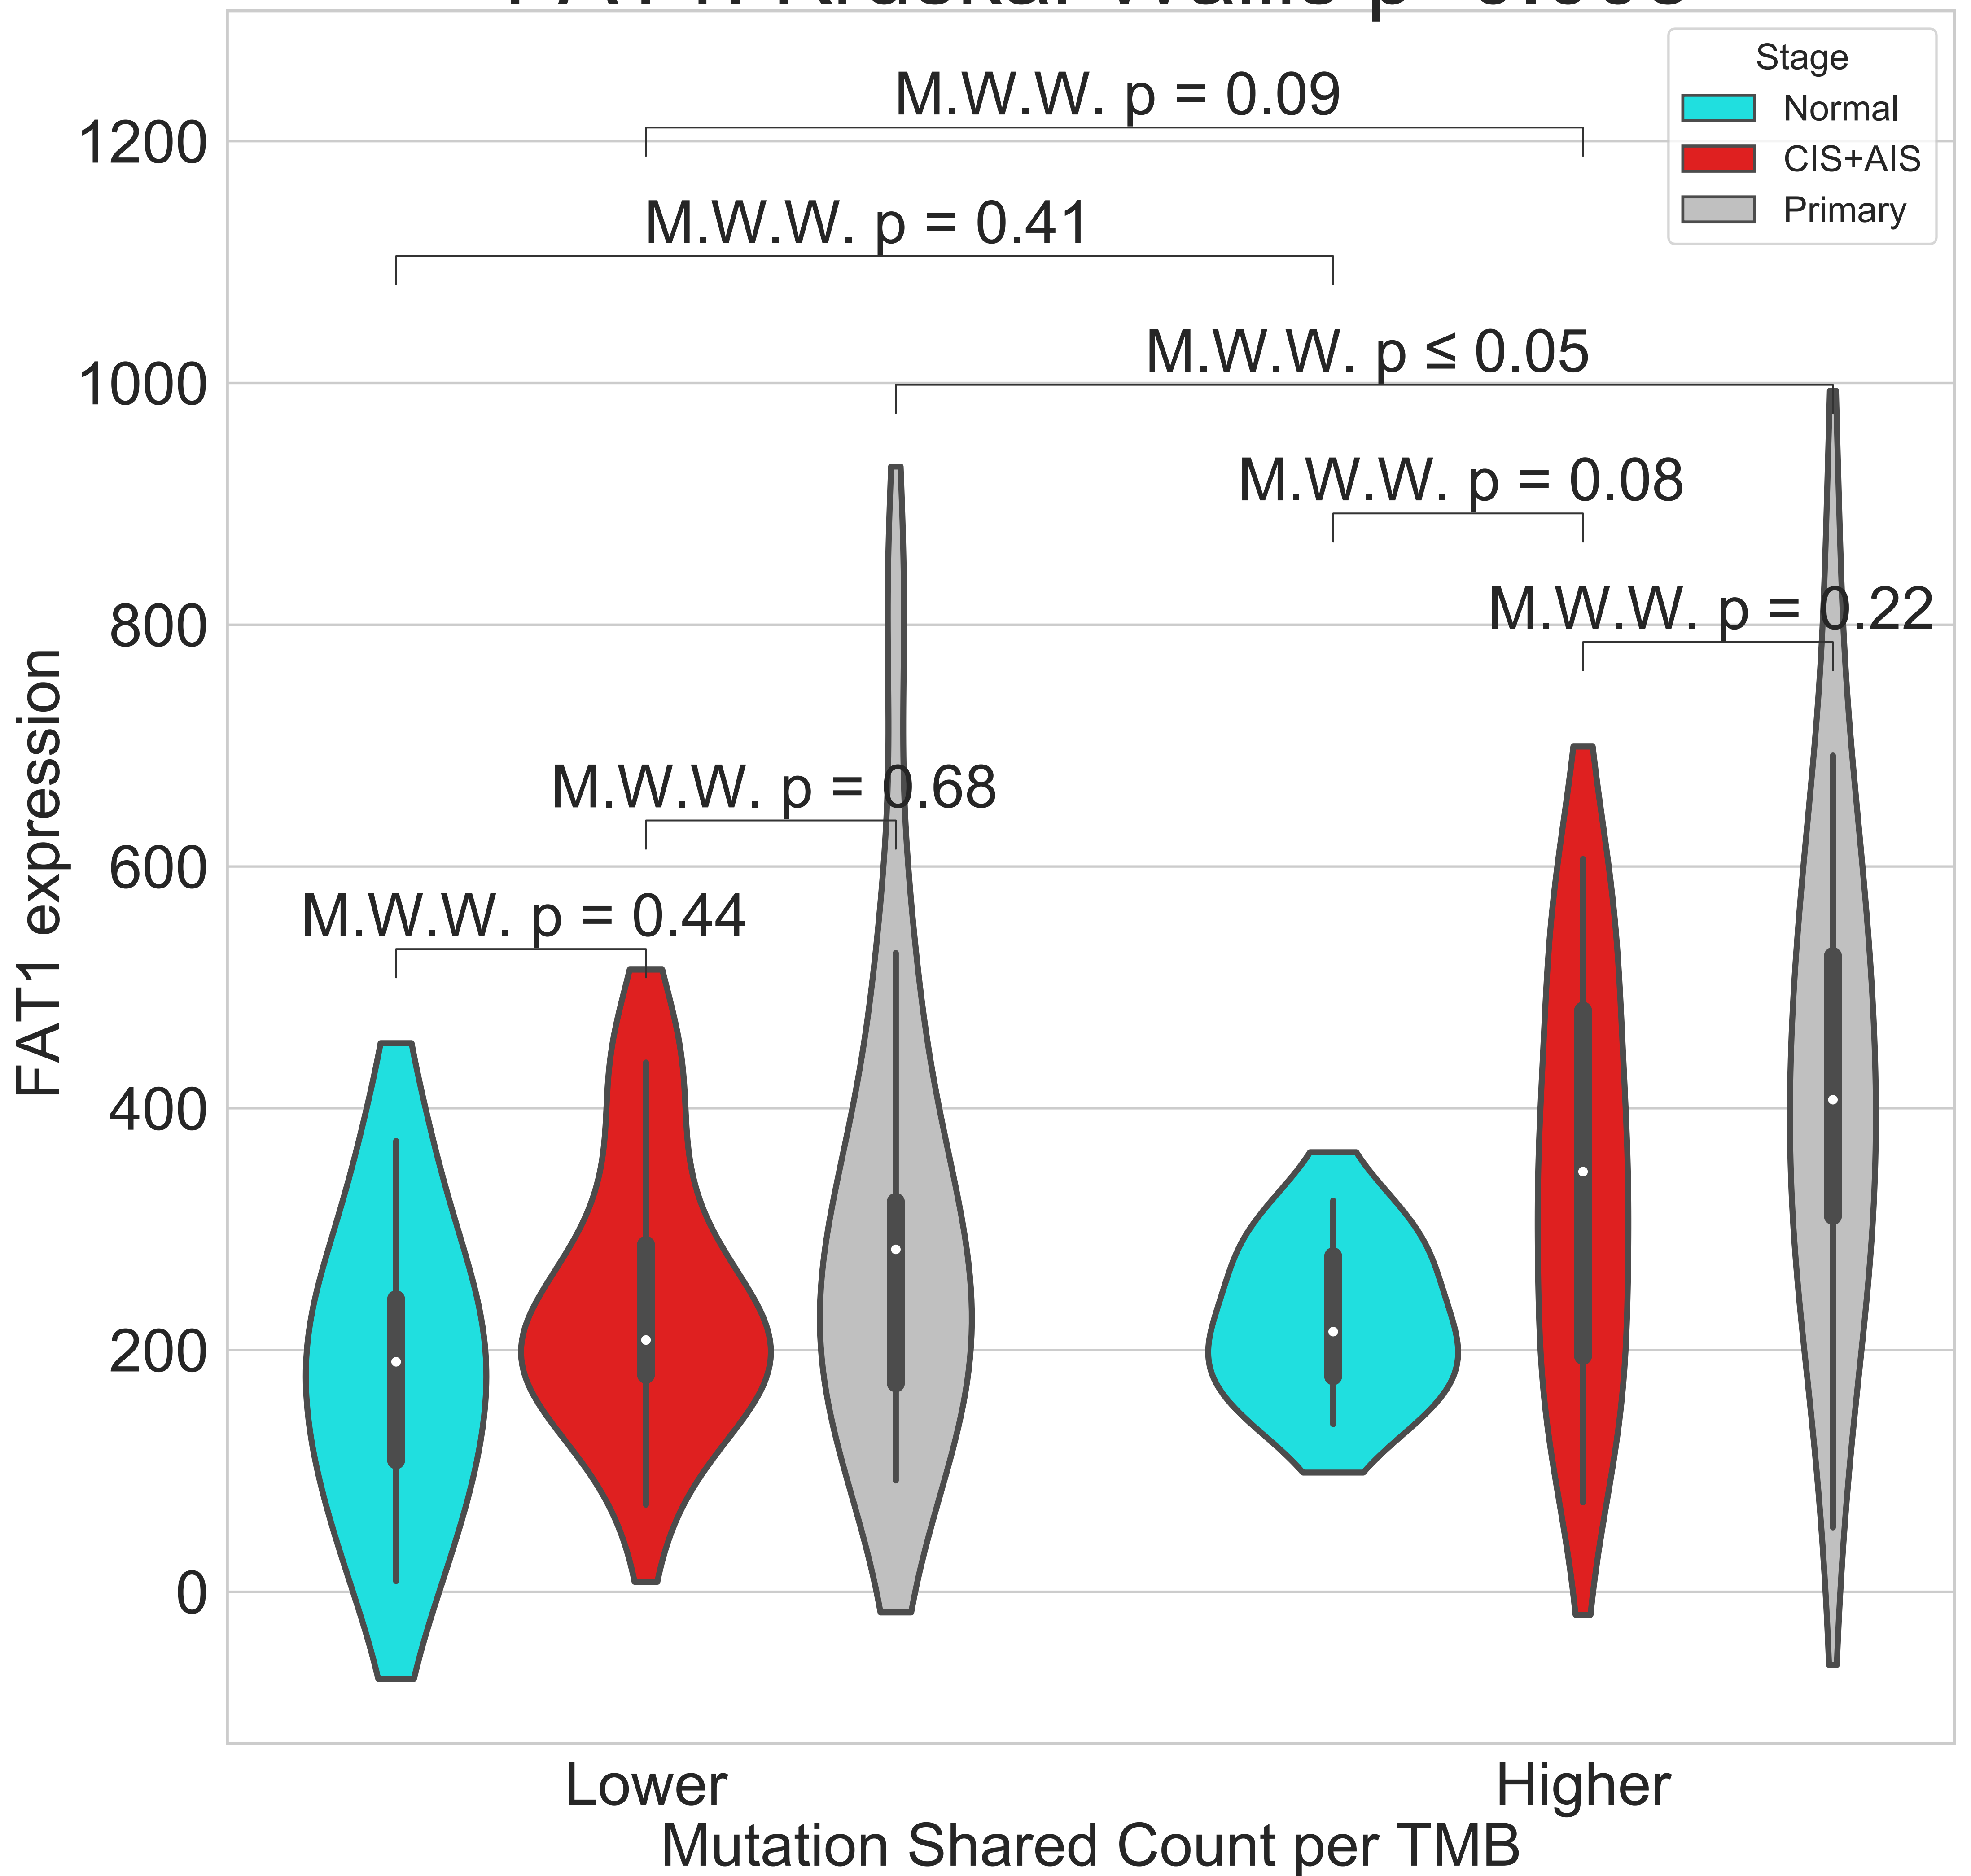 Stage
Normal
CIS+AIS
Primary
M.W.W. p = 0.09
M.W.W. p = 0.41
M.W.W. p ≤ 0.05
M.W.W. p = 0.08
M.W.W. p = 0.22
M.W.W. p = 0.68
M.W.W. p = 0.44
1200
1000
800
600
400
200
0
FAT1 expression
Lower
Higher
Mutation Shared Count per TMB